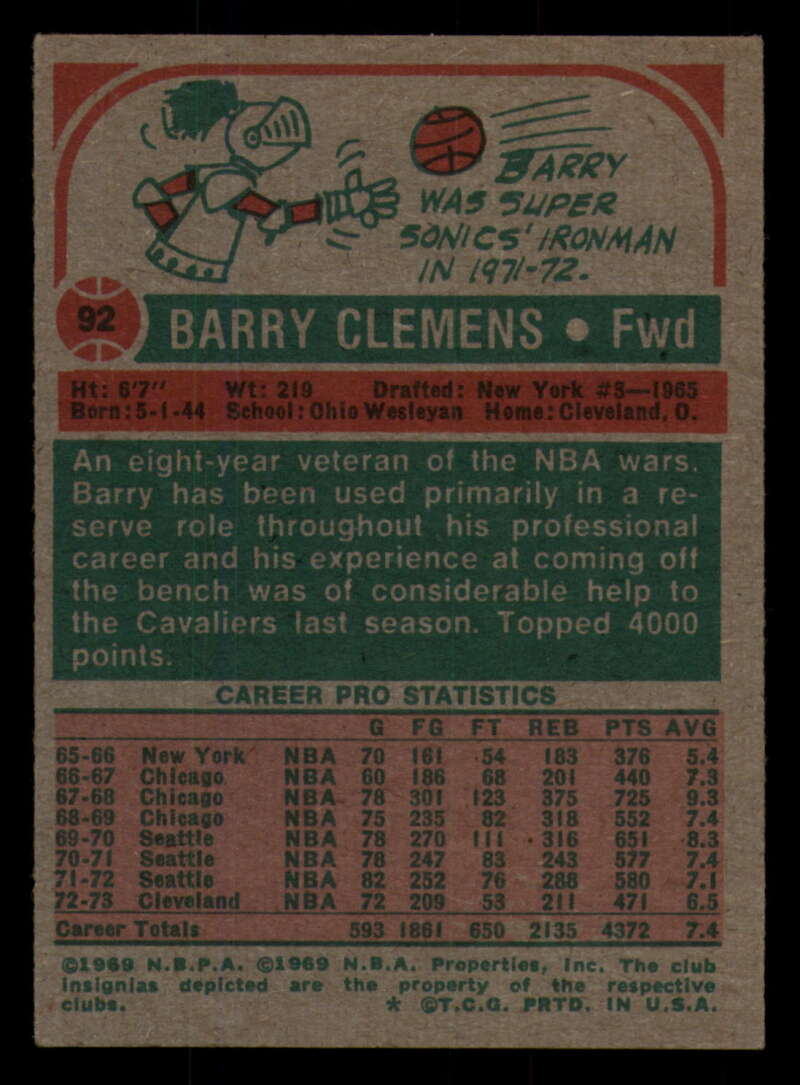 BARRY
WAS SUPER
SONICS' IRONMAN
IN 1971-72.
92
BARRY CLEMENS • Fwd
Ht: 6'7" Wt: 219 Drafted: New York #3—1965
Born: 5-1-44 School: Ohio Wesleyan Home: Cleveland, O.
An eight-year veteran of the NBA wars.
Barry has been used primarily in a re-
serve role throughout his professional
career and his experience at coming off
the bench was of considerable help to
the Cavaliers last season. Topped 4000
points.
CAREER PRO STATISTICS
G FG FT REB PTS AVG
65-66 New York NBA 70 161 54 183 376 5.4
66-67 Chicago NBA 60 186 68 201 440 7.3
67-68 Chicago NBA 78 301 123 375 725 9.3
68-69 Chicago NBA 75 235 82 318 552 7.4
69-70 Seattle NBA 78 270 111 316 651 8.3
70-71 Seattle NBA 78 247 83 243 577 7.4
71-72 Seattle NBA 82 252 76 288 580 7.1
72-73 Cleveland NBA 72 209 53 211 471 6.5
Career Totals 593 1861 650 2135 4372 7.4
©1969 N.B.P.A. ©1969 N.B.A. Properties, Inc. The club
insignias depicted are the property of the respective
clubs. * ©T.C.G. PRTD. IN U.S.A.